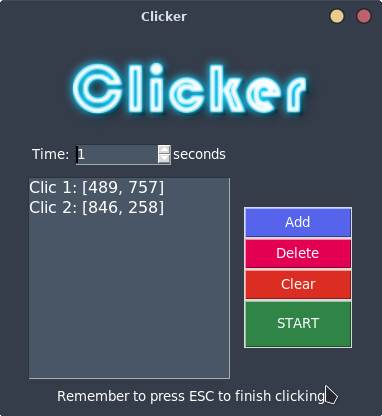 Clicker
Clicker
Time: 1 seconds
Clic 1: [489, 757]
Clic 2: [846, 258]
Add
Delete
Clear
START
Remember to press ESC to finish clicking